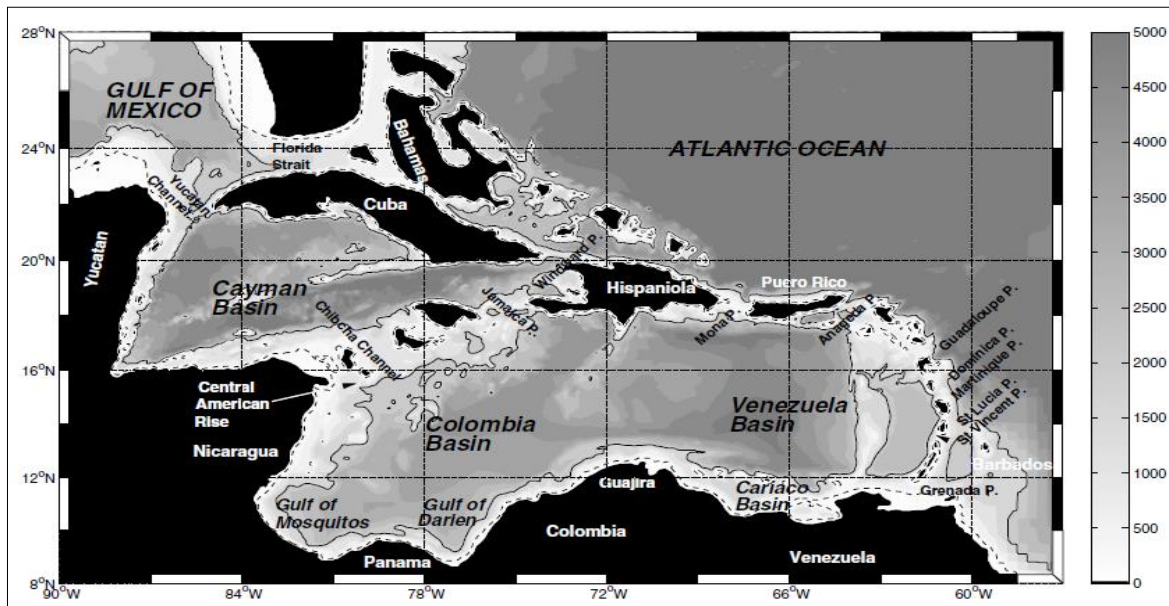 28°N
5000
4500
4000
3500
3000
2500
2000
1500
1000
500
0
GULF OF
MEXICO
24°N
Florida
Strait
Bahamas
ATLANTIC OCEAN
Yucatan
Channel
Cuba
Yucatan
20°N
Windward P.
Cayman
Basin
Hispaniola
Puero Rico
Jamaica P.
Chibcha Channel
Mona P.
Anageda P.
Guadaloupe P.
16°N
Dominica P.
Martinique P.
St Lucia P.
St Vincent P.
Central
American
Rise
Nicaragua
Colombia
Basin
Venezuela
Basin
Barbados
12°N
Guajira
Cariaco
Basin
Grenada P.
Gulf of
Mosquitos
Gulf of
Darien
Colombia
Panama
Venezuela
8°N
90°W
84°W
78°W
72°W
66°W
60°W